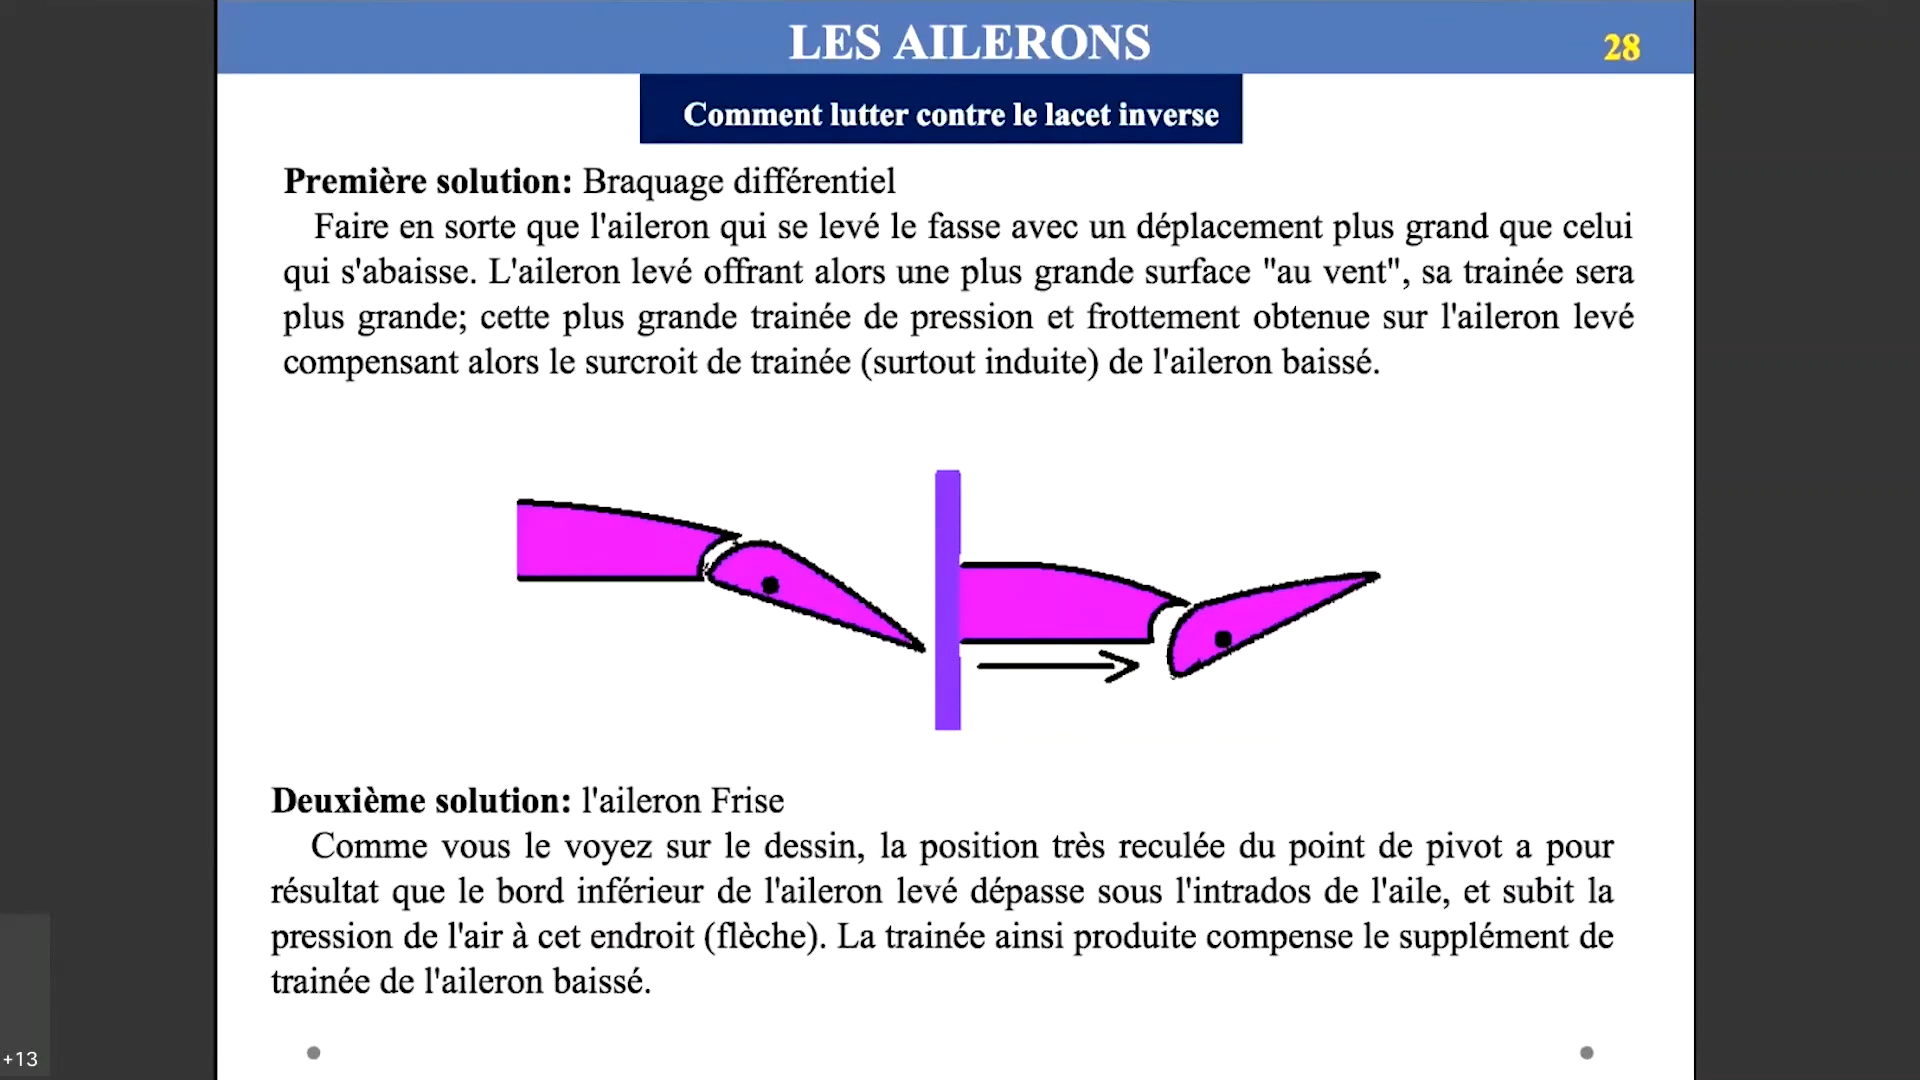 LES AILERONS
28
Comment lutter contre le lacet inverse
Première solution: Braquage différentiel
Faire en sorte que l'aileron qui se levé le fasse avec un déplacement plus grand que celui
qui s'abaisse. L'aileron levé offrant alors une plus grande surface "au vent", sa trainée sera
plus grande; cette plus grande trainée de pression et frottement obtenue sur l'aileron levé
compensant alors le surcroit de trainée (surtout induite) de l'aileron baissé.
Deuxième solution: l'aileron Frise
Comme vous le voyez sur le dessin, la position très reculée du point de pivot a pour
résultat que le bord inférieur de l'aileron levé dépasse sous l'intrados de l'aile, et subit la
pression de l'air à cet endroit (flèche). La trainée ainsi produite compense le supplément de
trainée de l'aileron baissé.
+13